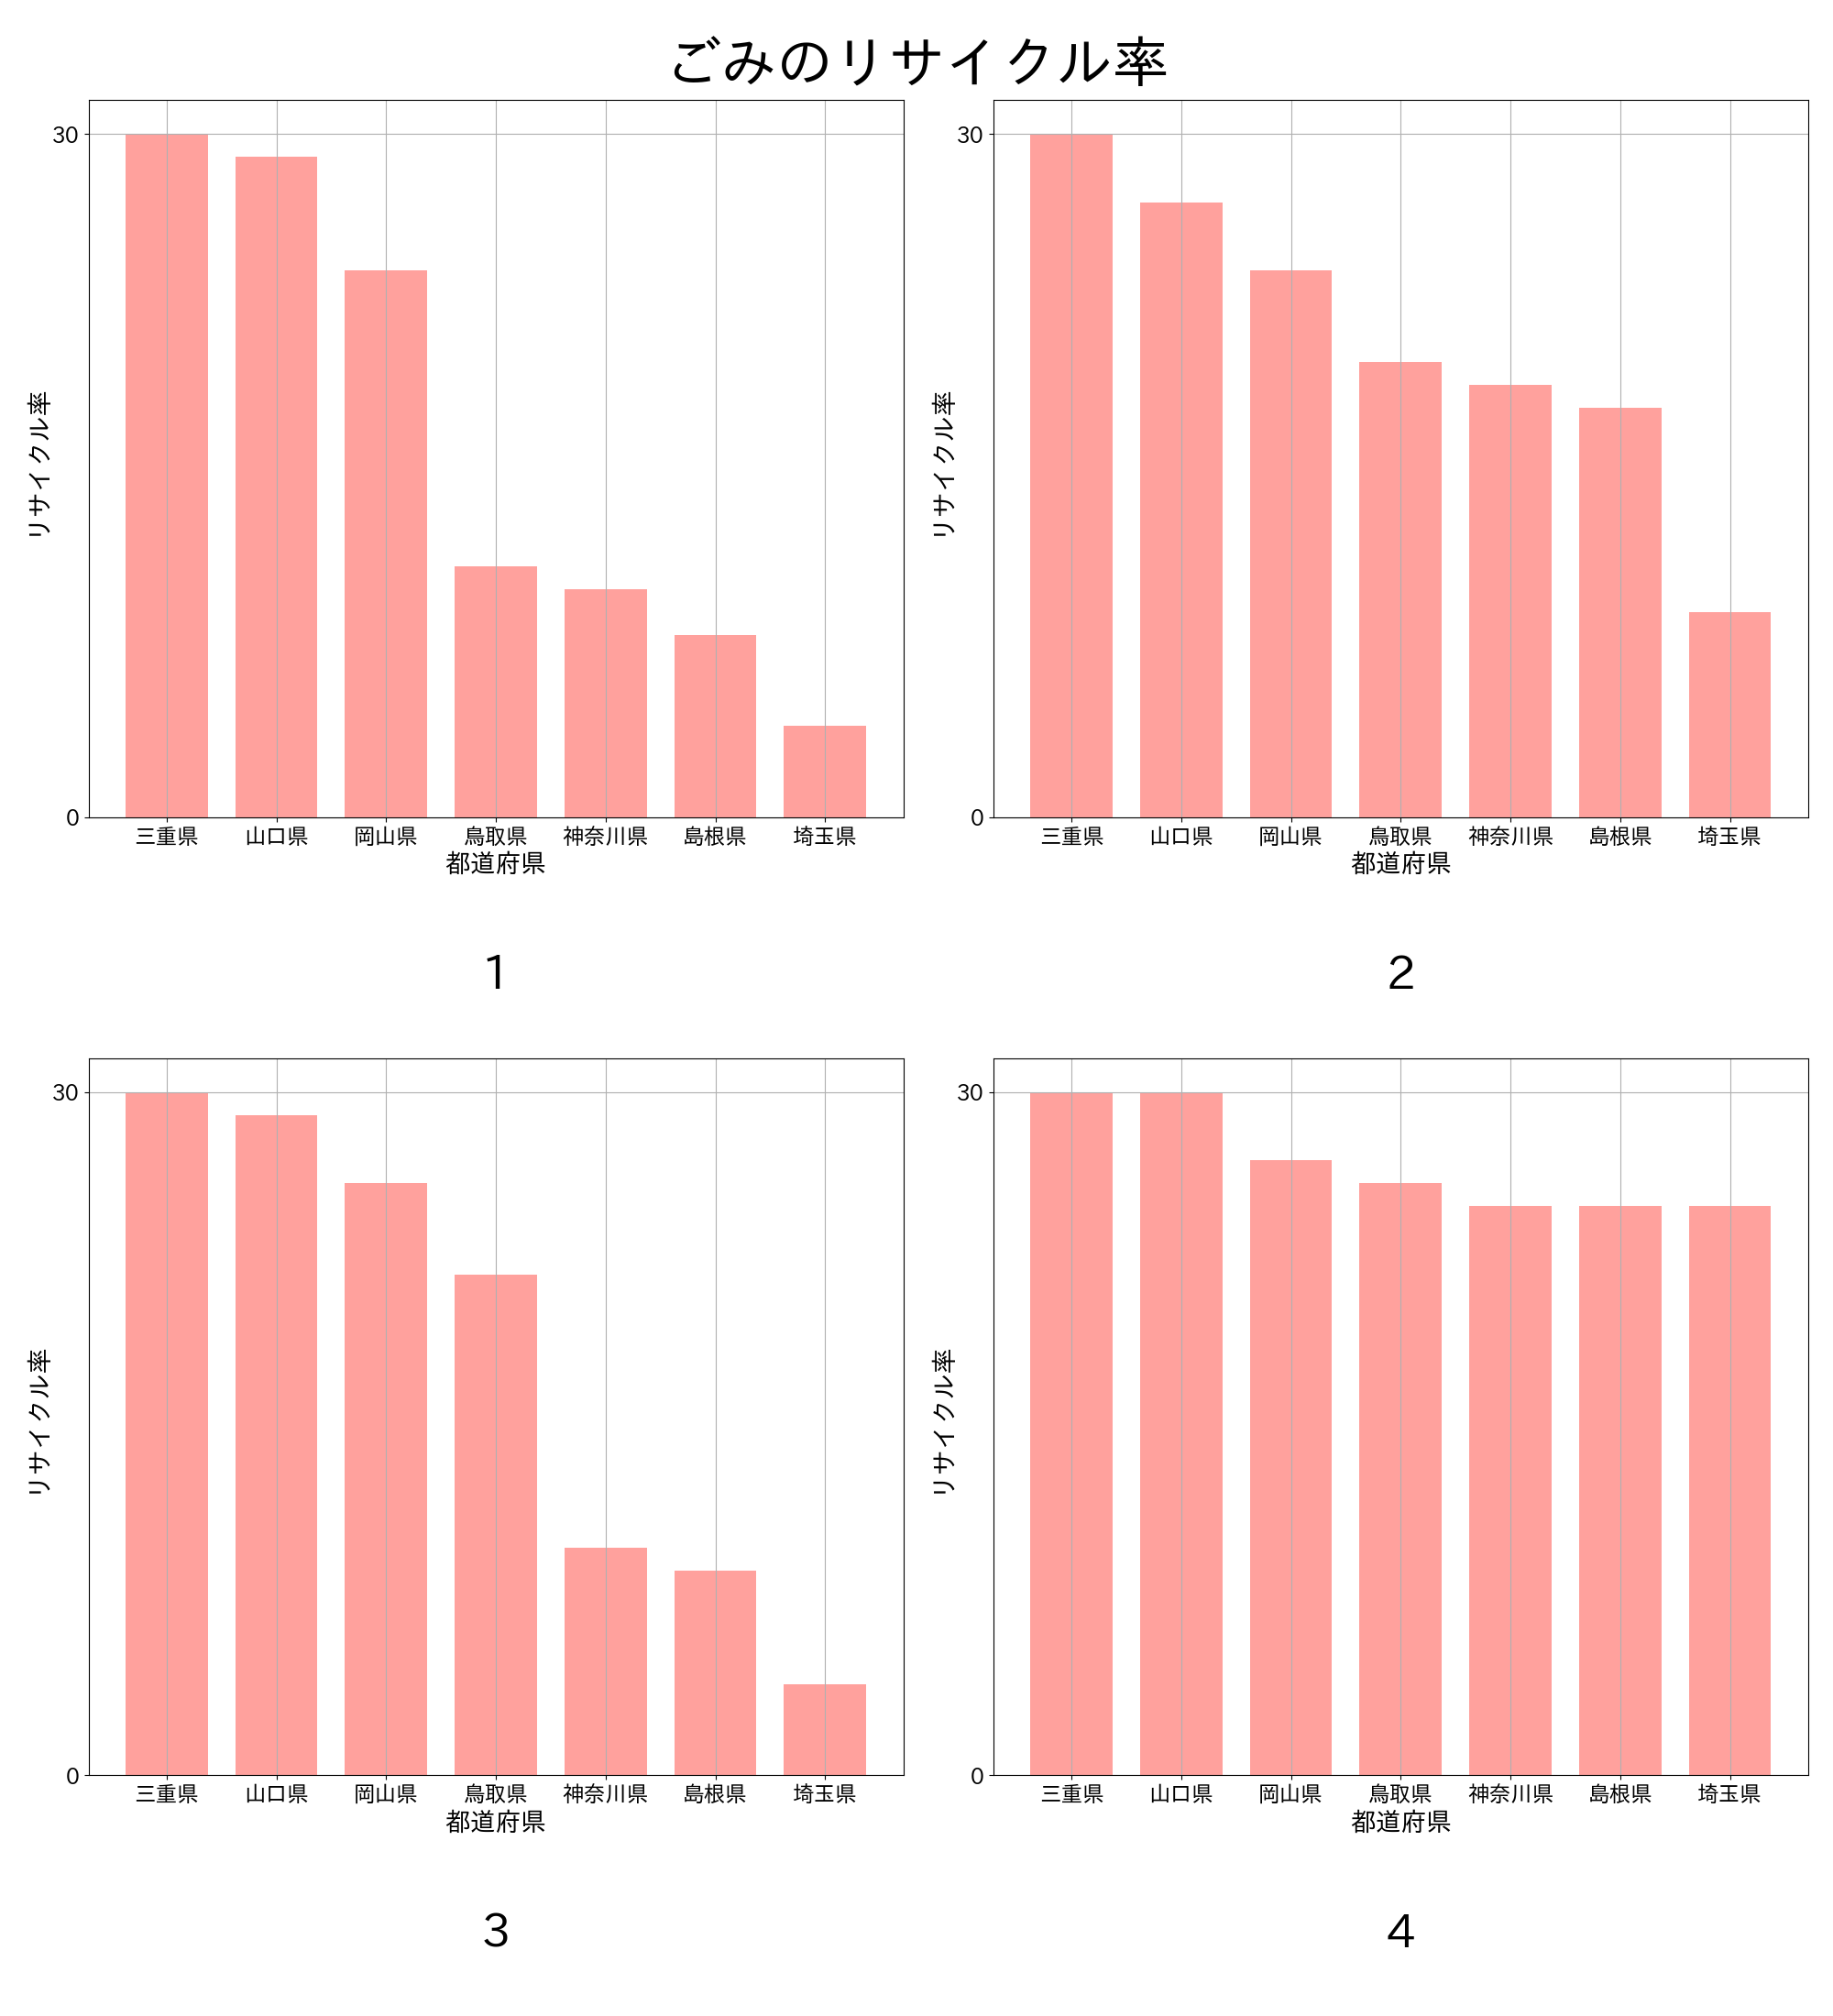 ごみのリサイクル率
30
0
リサイクル率
三重県 山口県 岡山県 鳥取県 神奈川県 島根県 埼玉県
都道府県
1
30
0
リサイクル率
三重県 山口県 岡山県 鳥取県 神奈川県 島根県 埼玉県
都道府県
2
30
0
リサイクル率
三重県 山口県 岡山県 鳥取県 神奈川県 島根県 埼玉県
都道府県
3
30
0
リサイクル率
三重県 山口県 岡山県 鳥取県 神奈川県 島根県 埼玉県
都道府県
4